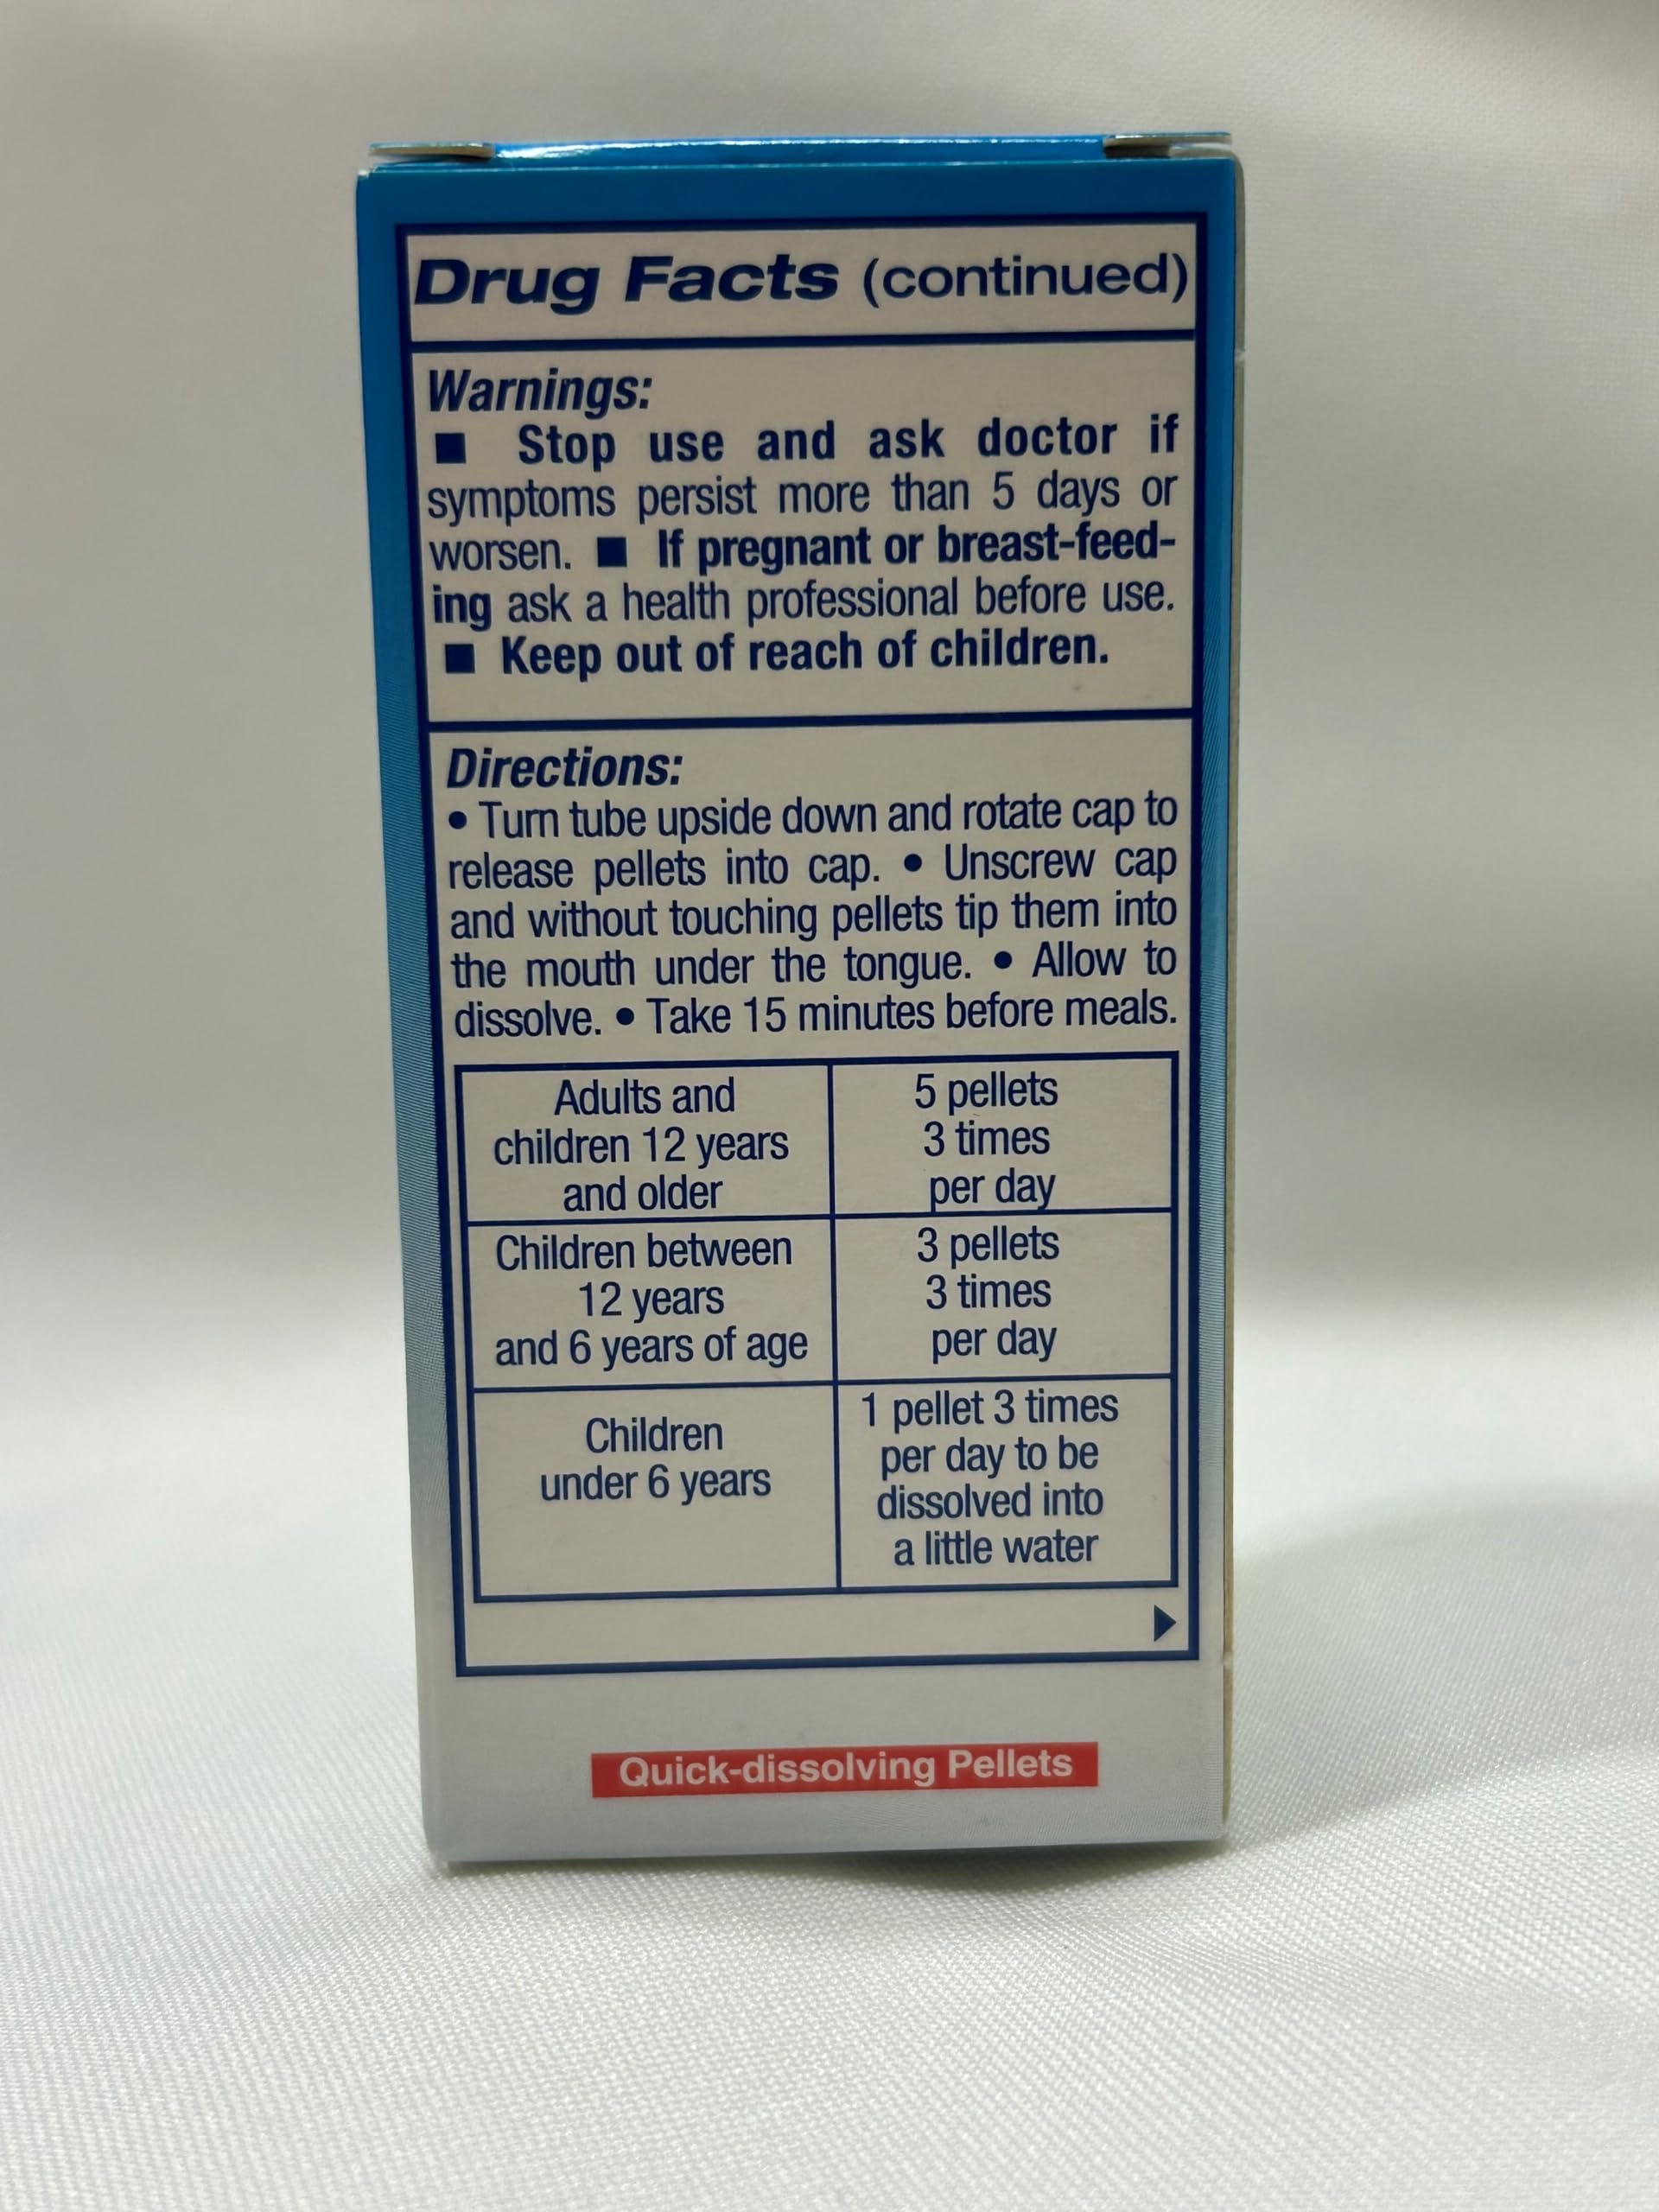 Drug Facts (continued)
Warnings:
■ Stop use and ask doctor if
symptoms persist more than 5 days or
worsen. ■ If pregnant or breast-feed-
ing ask a health professional before use.
■ Keep out of reach of children.
Directions:
• Turn tube upside down and rotate cap to
release pellets into cap. • Unscrew cap
and without touching pellets tip them into
the mouth under the tongue. • Allow to
dissolve. • Take 15 minutes before meals.
Adults and
children 12 years
and older
5 pellets
3 times
per day
Children between
12 years
and 6 years of age
3 pellets
3 times
per day
Children
under 6 years
1 pellet 3 times
per day to be
dissolved into
a little water
Quick-dissolving Pellets